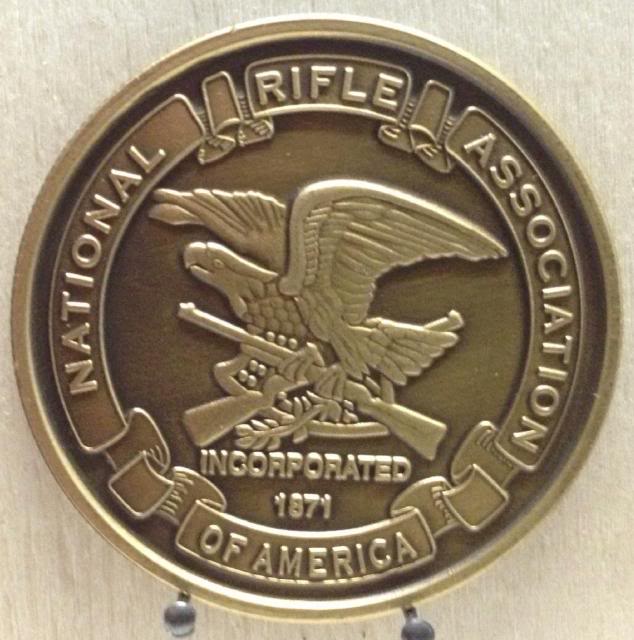 NATIONAL
RIFLE
ASSOCIATION
INCORPORATED
1871
OF AMERICA